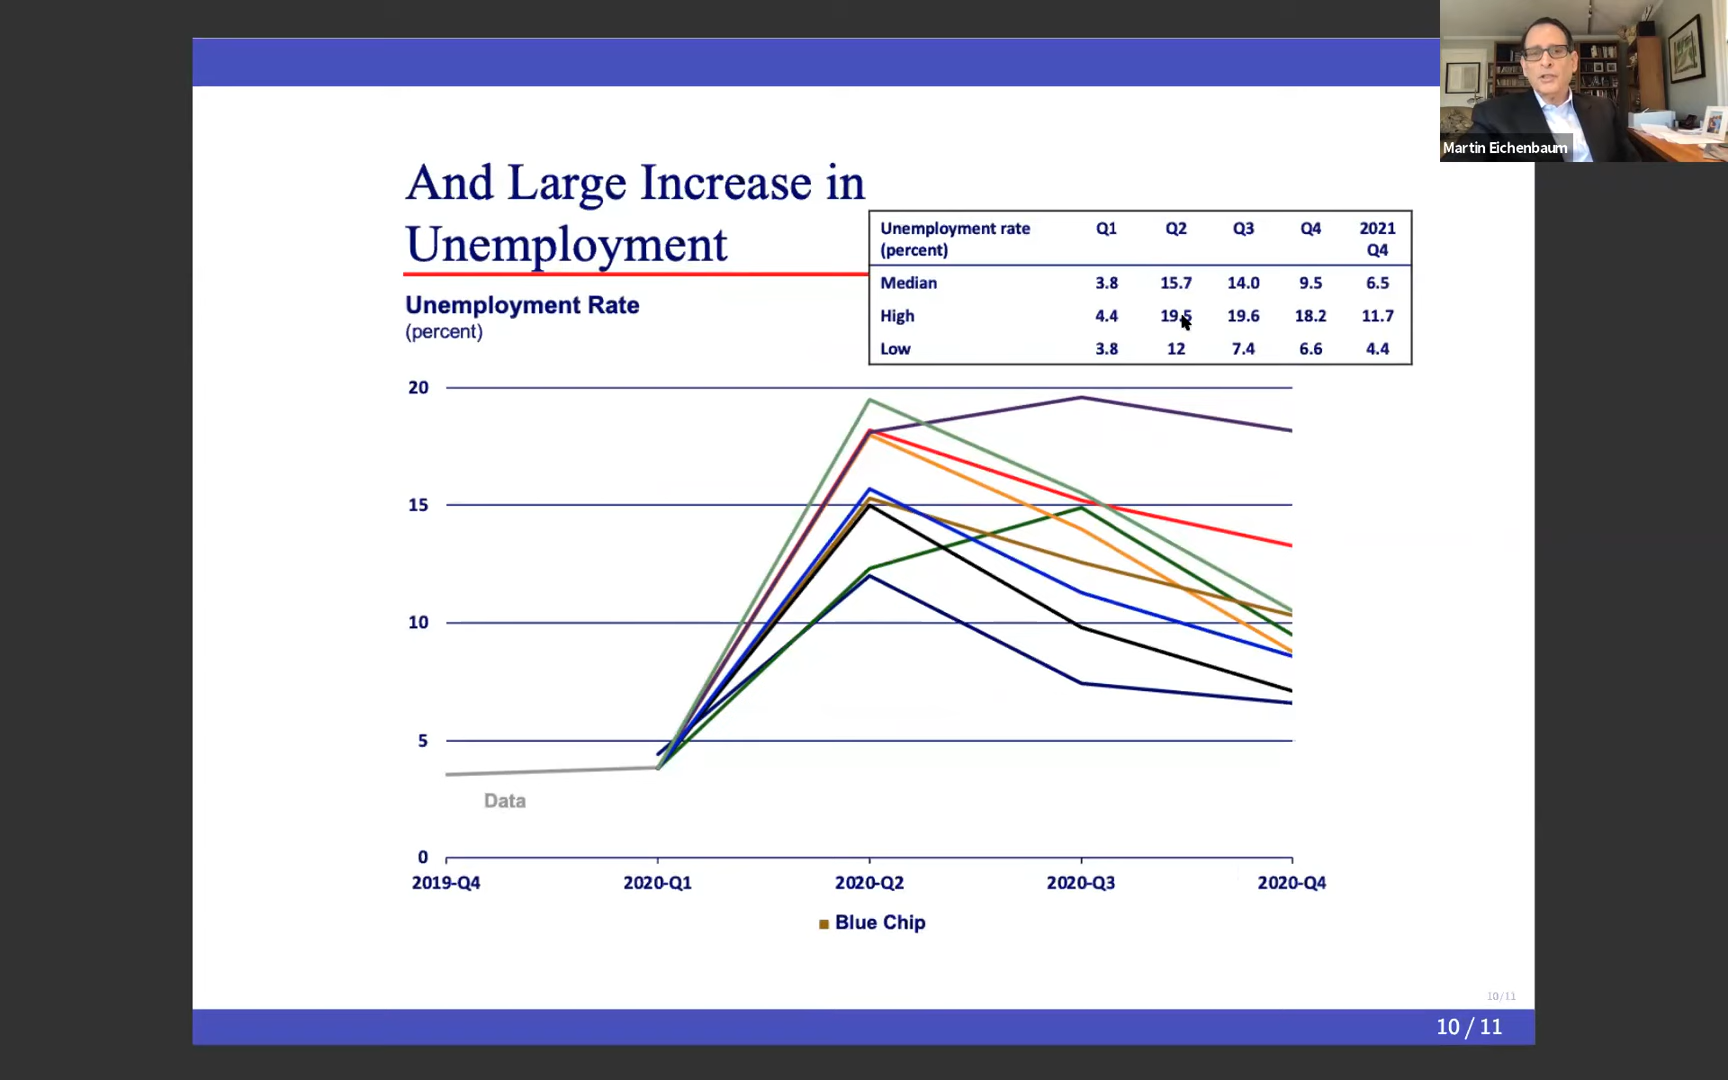 Martin Eichenbaum
And Large Increase in
Unemployment
Unemployment rate Q1 Q2 Q3 Q4 2021
(percent) Q4
Median 3.8 15.7 14.0 9.5 6.5
High 4.4 19.5 19.6 18.2 11.7
Low 3.8 12 7.4 6.6 4.4
Unemployment Rate
(percent)
20
15
10
5
Data
0
2019-Q4 2020-Q1 2020-Q2 2020-Q3 2020-Q4
Blue Chip
10/11
10 / 11